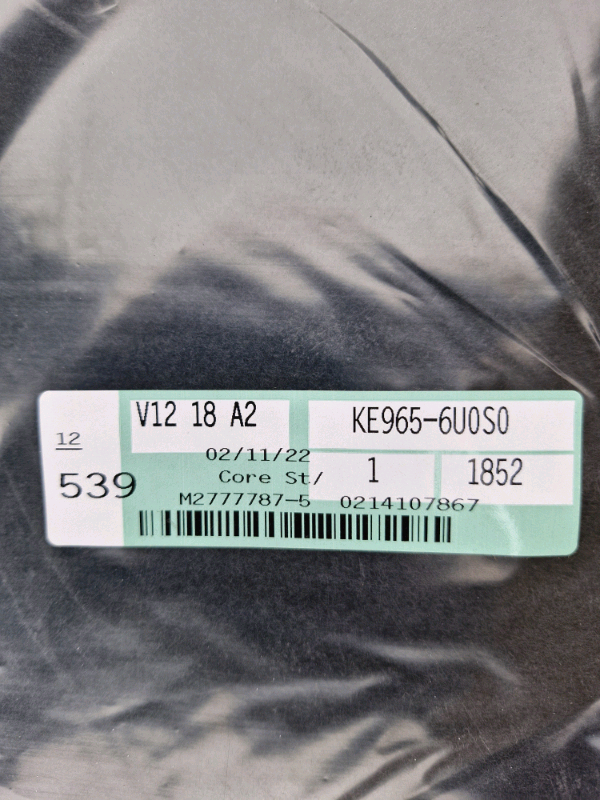 V12 18 A2 KE965-6U0S0
12
02/11/22
Core St/ 1 1852
539
M2777787-5 0214107867